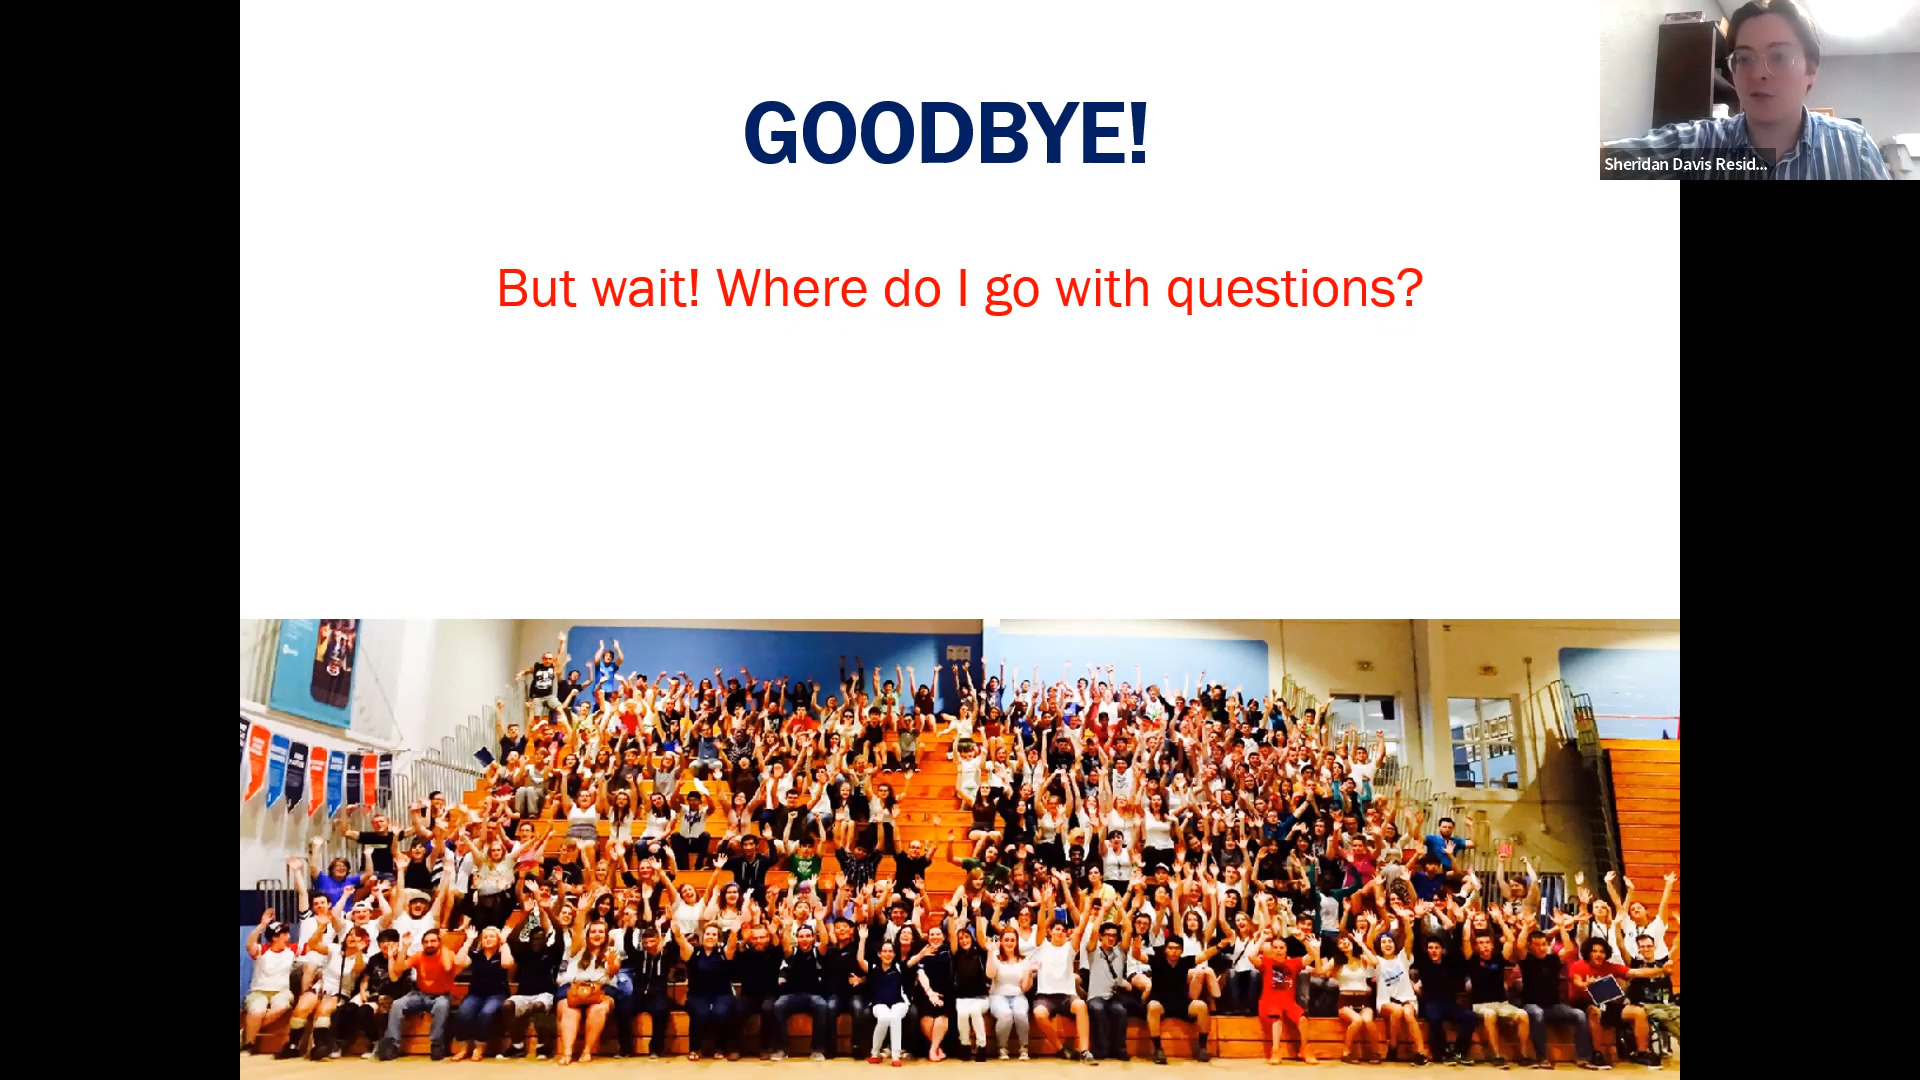 GOODBYE!
But wait! Where do I go with questions?
Sheridan Davis Resid...